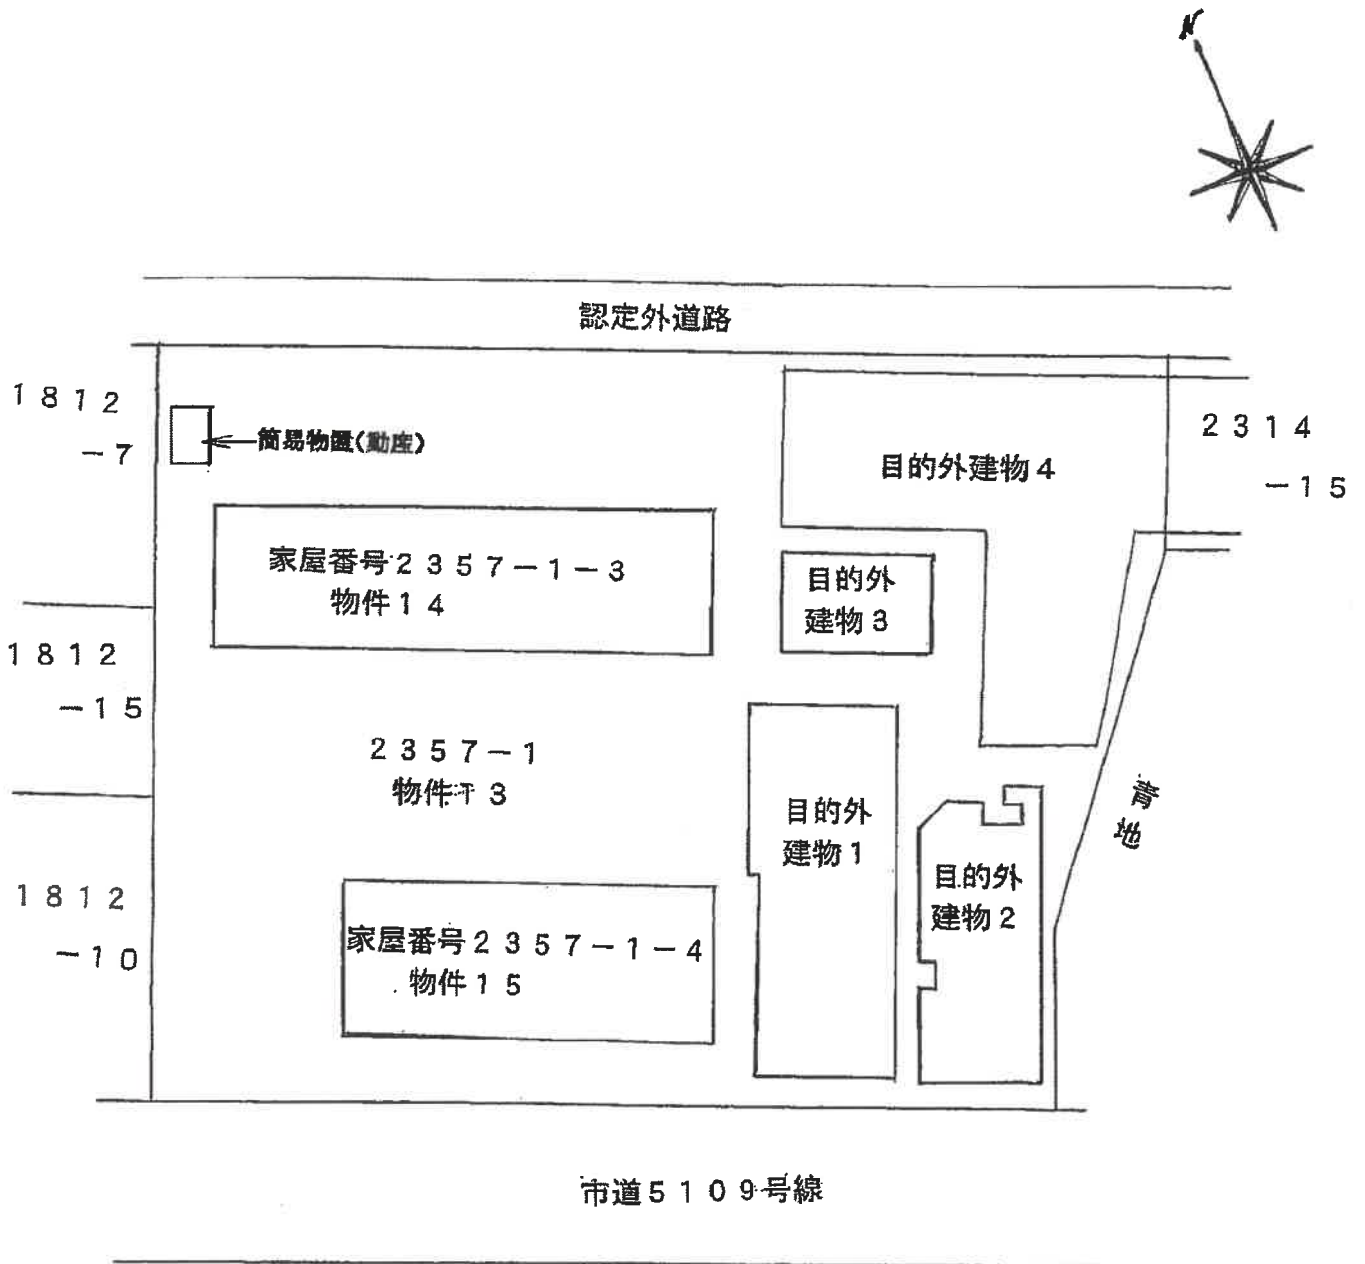 N
認定外道路
1812
-7
簡易物置(動産)
目的外建物4
2314
-15
家屋番号2357-1-3
物件14
目的外
建物3
1812
-15
2357-1
物件13
目的外
建物1
青
地
目的外
建物2
1812
-10
家屋番号2357-1-4
物件15
市道5109号線